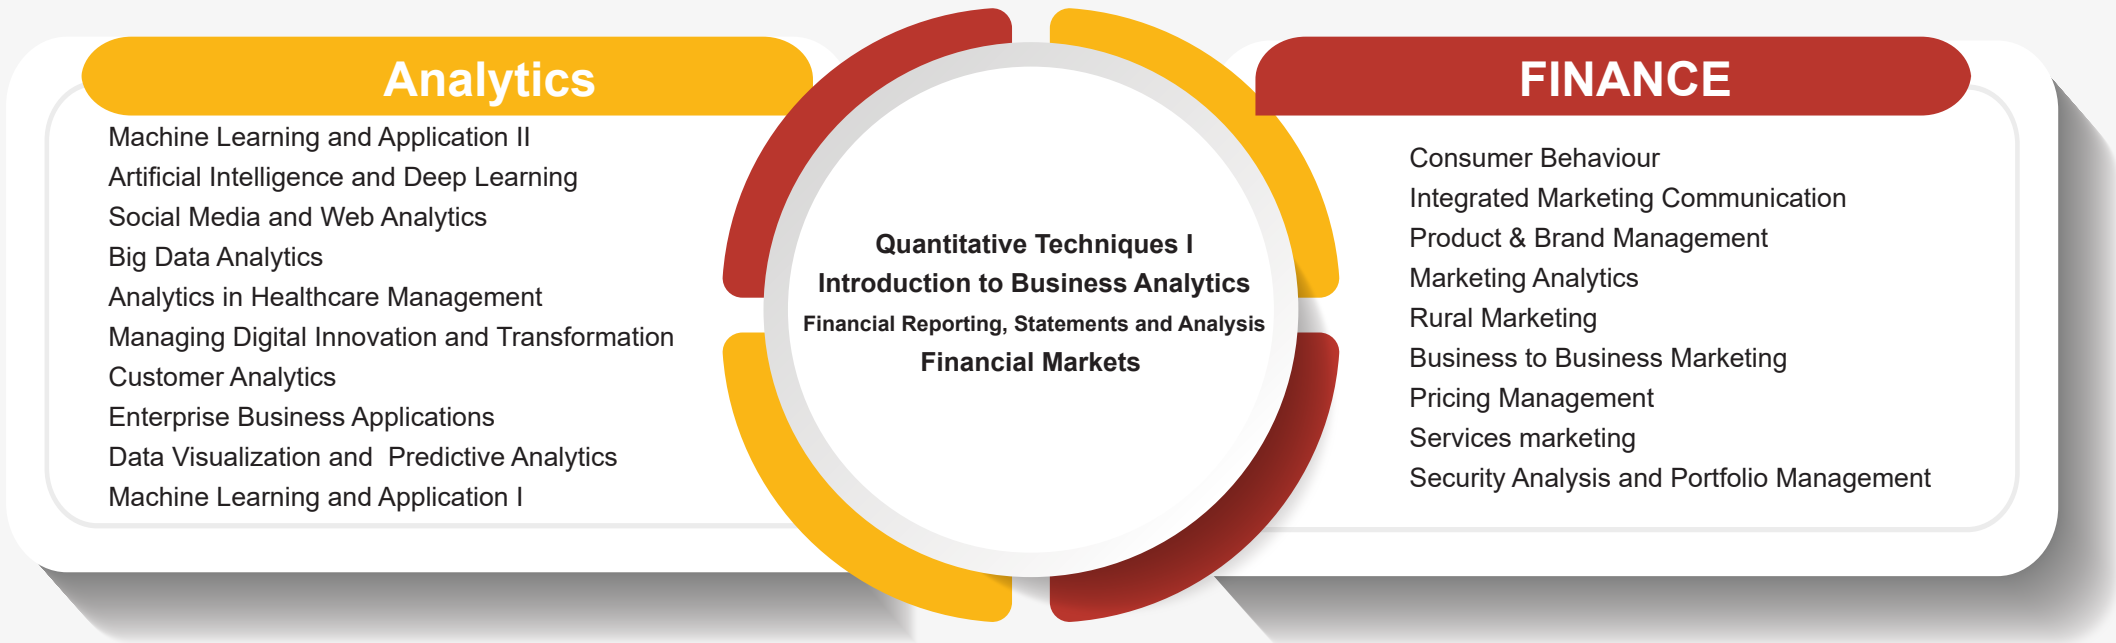 Analytics
Machine Learning and Application II
Artificial Intelligence and Deep Learning
Social Media and Web Analytics
Big Data Analytics
Analytics in Healthcare Management
Managing Digital Innovation and Transformation
Customer Analytics
Enterprise Business Applications
Data Visualization and Predictive Analytics
Machine Learning and Application I
Quantitative Techniques I
Introduction to Business Analytics
Financial Reporting, Statements and Analysis
Financial Markets
FINANCE
Consumer Behaviour
Integrated Marketing Communication
Product & Brand Management
Marketing Analytics
Rural Marketing
Business to Business Marketing
Pricing Management
Services marketing
Security Analysis and Portfolio Management